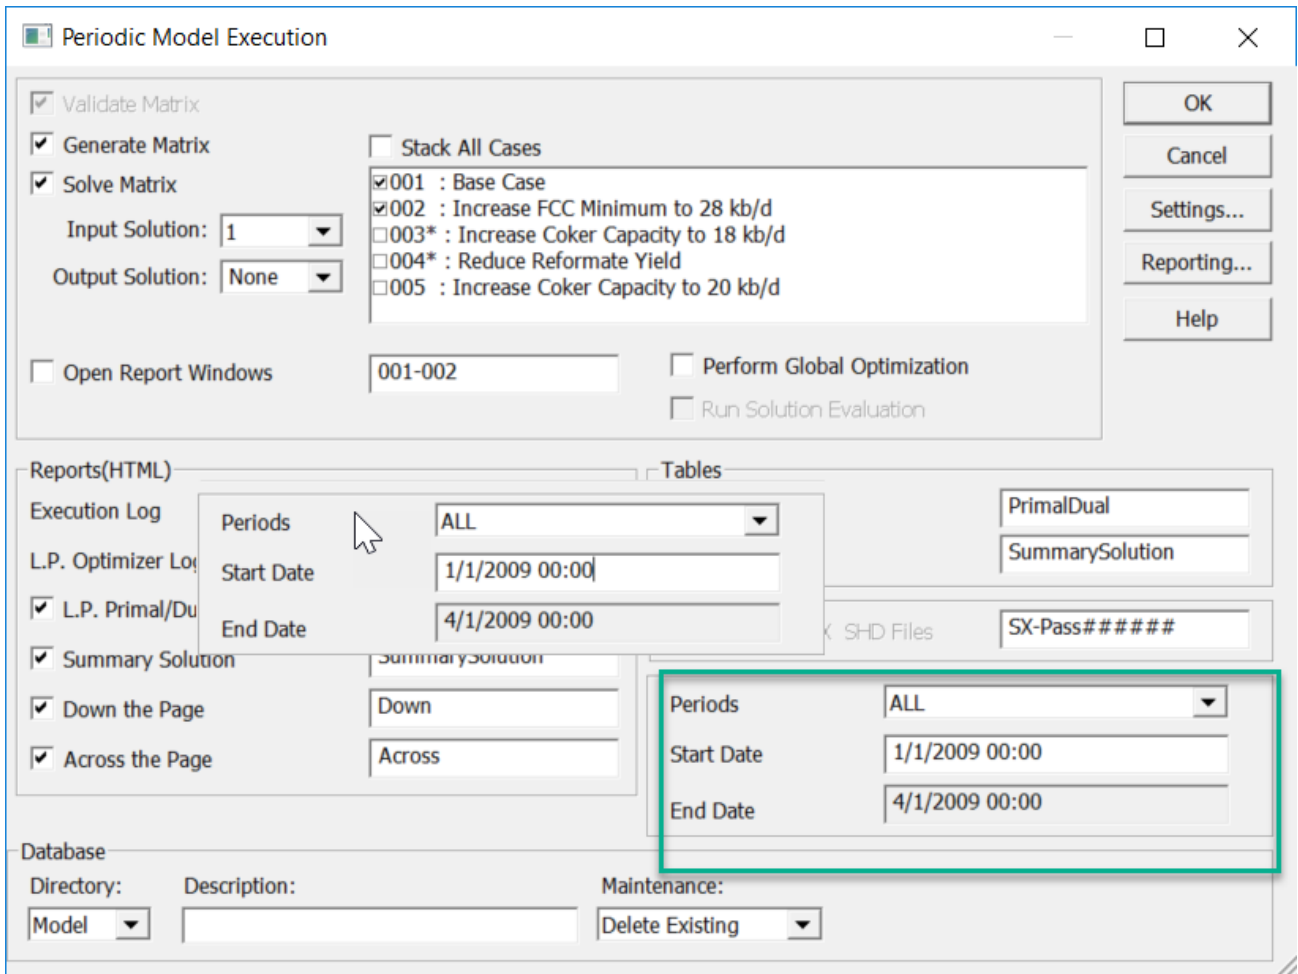 Periodic Model Execution
Validate Matrix
Generate Matrix
Solve Matrix
Input Solution: 1
Output Solution: None
Stack All Cases
001 : Base Case
002 : Increase FCC Minimum to 28 kb/d
003* : Increase Coker Capacity to 18 kb/d
004* : Reduce Reformate Yield
005 : Increase Coker Capacity to 20 kb/d
OK
Cancel
Settings...
Reporting...
Help
Open Report Windows
001-002
Perform Global Optimization
Run Solution Evaluation
Reports(HTML)
Execution Log
L.P. Optimizer Log
L.P. Primal/Du
Summary Solution
SummarySolution
Down the Page
Down
Across the Page
Across
Periods
ALL
Start Date
1/1/2009 00:00
End Date
4/1/2009 00:00
Tables
PrimalDual
SummarySolution
SHD Files
SX-Pass######
Periods
ALL
Start Date
1/1/2009 00:00
End Date
4/1/2009 00:00
Database
Directory:
Description:
Maintenance:
Model
Delete Existing